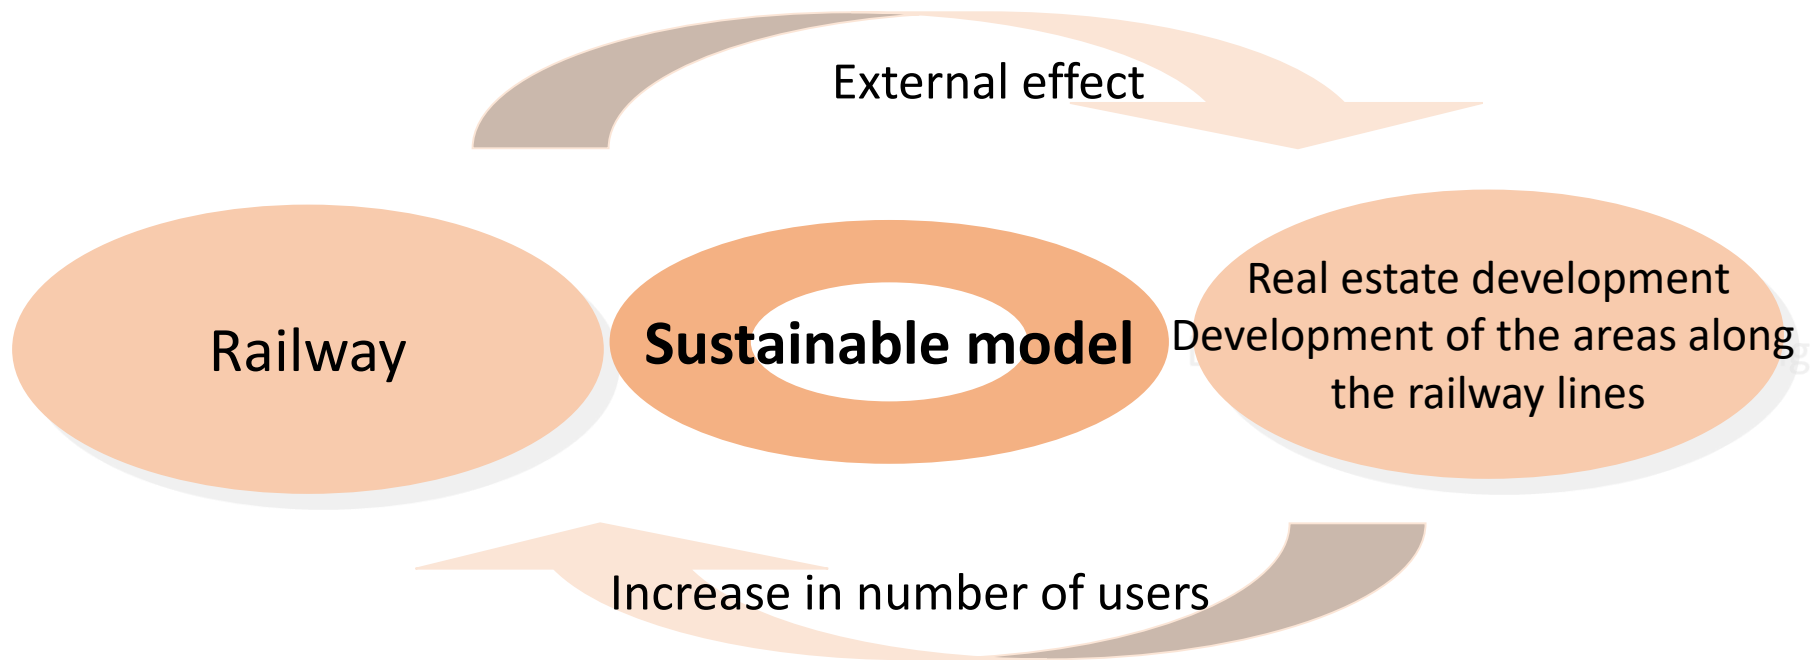 External effect
Railway
Sustainable model
Real estate development
Development of the areas along
the railway lines
Increase in number of users